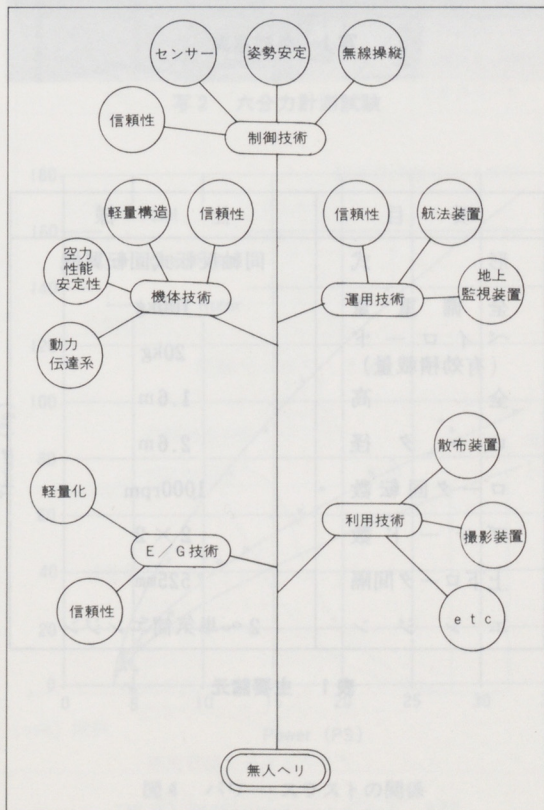 センサー
姿勢安定
無線操縦
信頼性
制御技術
軽量構造
信頼性
空力
性能
安定性
機体技術
動力
伝達系
信頼性
航法装置
地上
監視装置
運用技術
軽量化
E/G技術
信頼性
散布装置
利用技術
撮影装置
etc
無人ヘリ